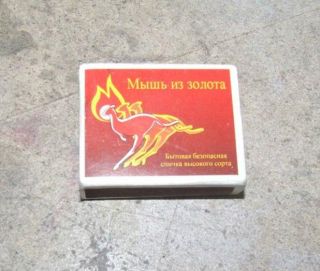 Мышь из золота
Бытовая безопасная
спичка высокого сорта